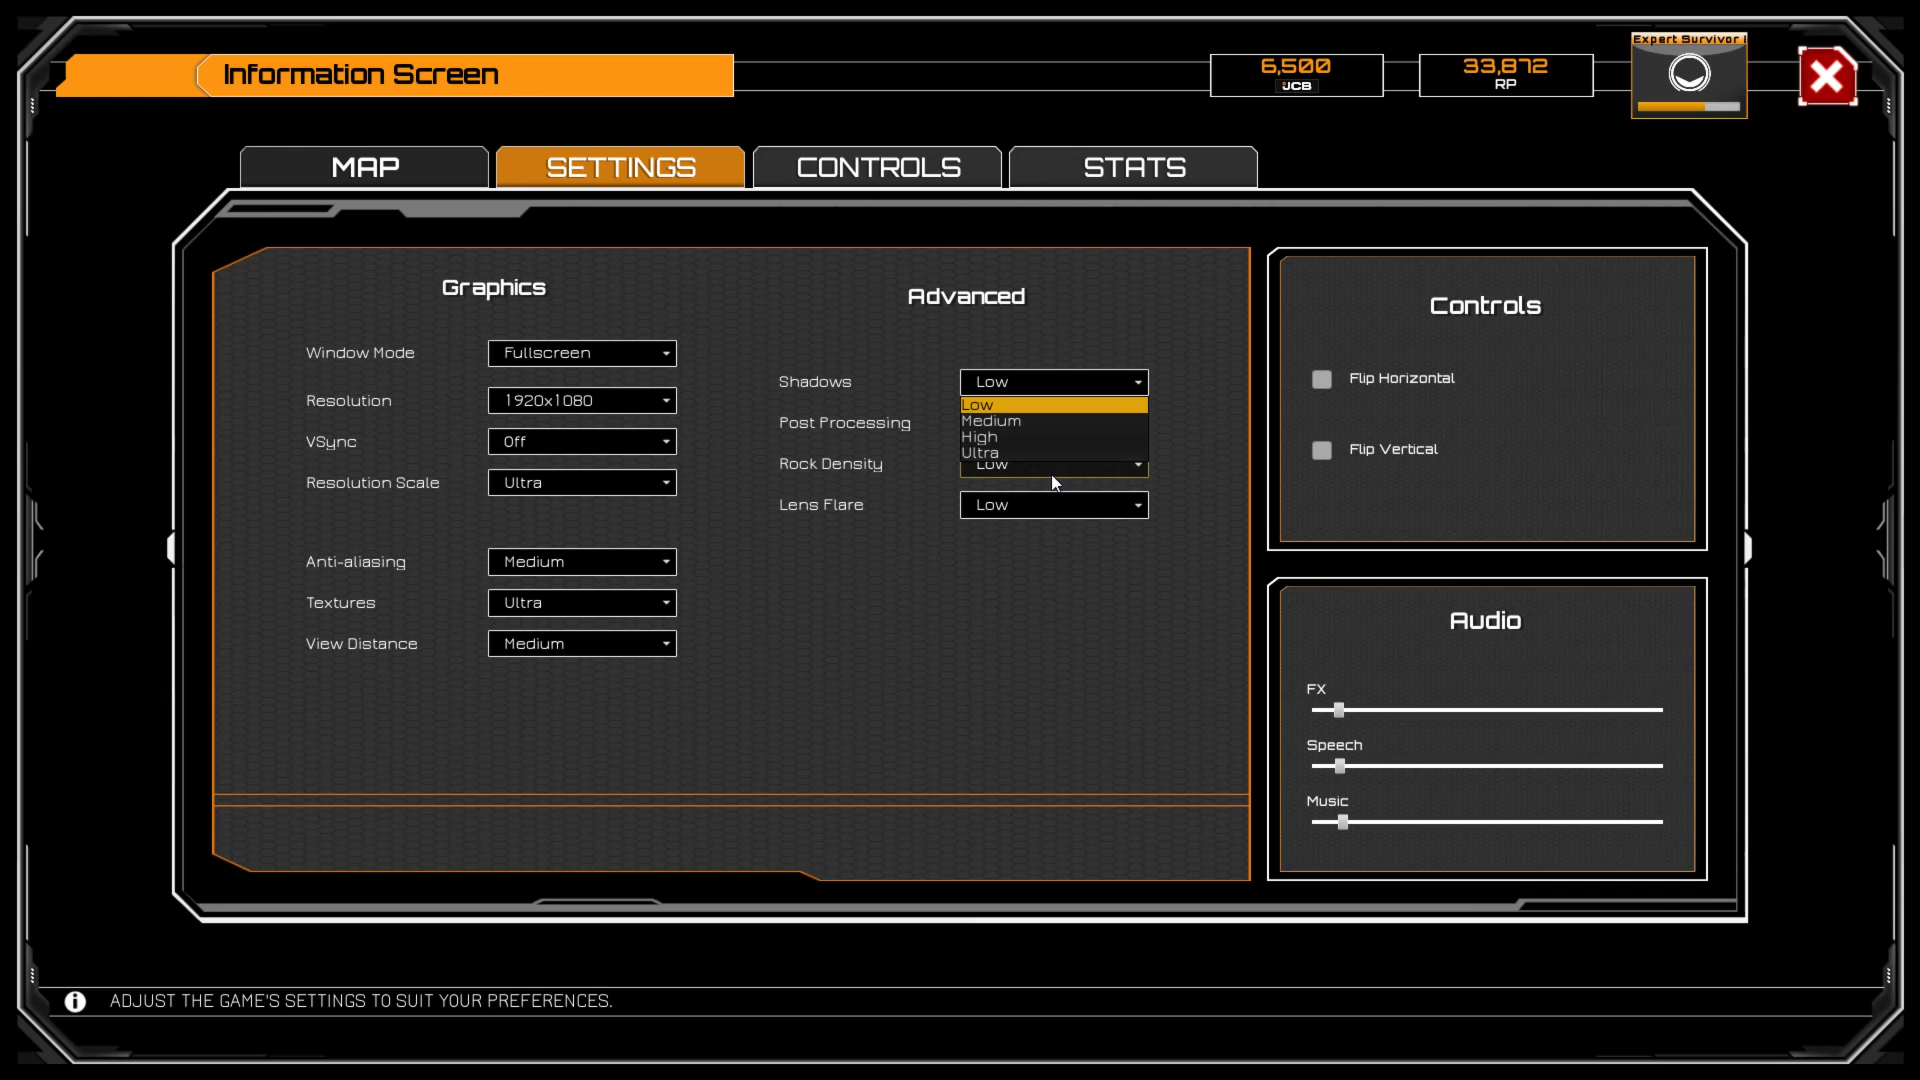 Information Screen
6,500
UCB
33,872
RP
Expert Survivor
MAP
SETTINGS
CONTROLS
STATS
Graphics
Window Mode
Fullscreen
Resolution
1920x1080
VSync
Off
Resolution Scale
Ultra
Anti-aliasing
Medium
Textures
Ultra
View Distance
Medium
Advanced
Shadows
Low
Low
Medium
High
Ultra
Post Processing
Rock Density
Low
Lens Flare
Low
Controls
Flip Horizontal
Flip Vertical
Audio
FX
Speech
Music
ADJUST THE GAME'S SETTINGS TO SUIT YOUR PREFERENCES.